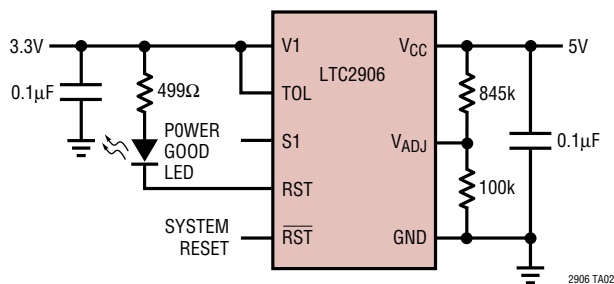 3.3V
0.1μF
499Ω
POWER
GOOD
LED
SYSTEM
RESET
V1
TOL
S1
RST
RST
LTC2906
VCC
VADJ
GND
5V
845k
100k
0.1μF
2906 TA02